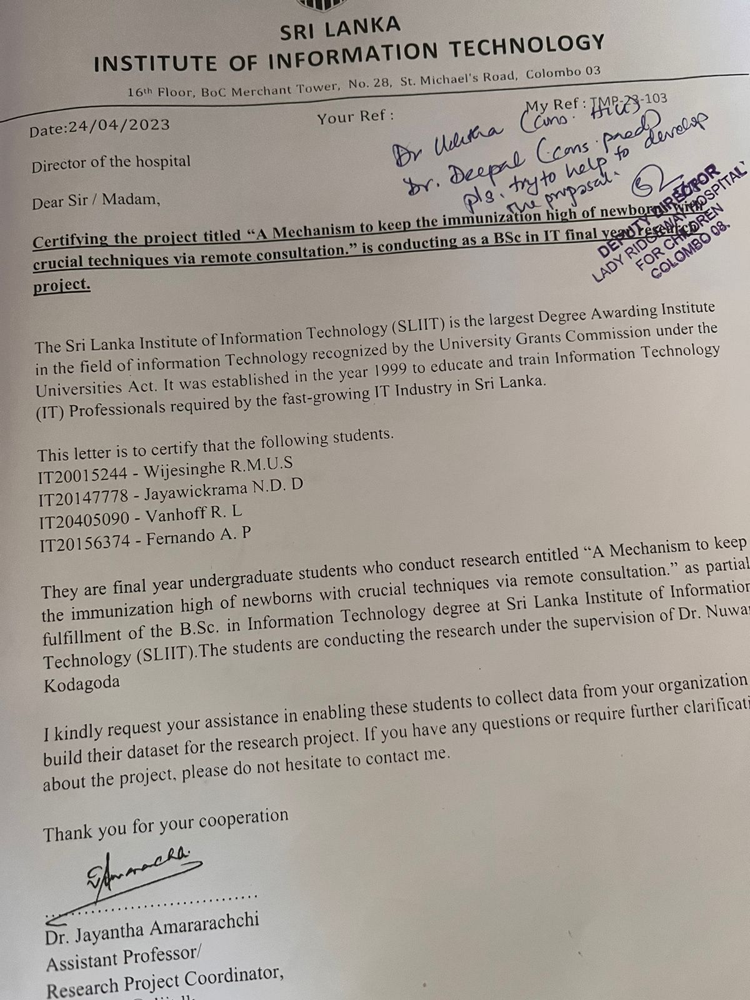 SRI LANKA
INSTITUTE OF INFORMATION TECHNOLOGY
16th Floor, BoC Merchant Tower, No. 28, St. Michael's Road, Colombo 03
Date:24/04/2023
Your Ref :
My Ref : TMP-23-103
Dr (cons.
Dr. Deepal (cons. paed)
pls. try to help to develop
the proposal.
DEPUTY DIRECTOR
LADY RIDGEWAY HOSPITAL
FOR CHILDREN
COLOMBO 08.
Director of the hospital
Dear Sir / Madam,
Certifying the project titled “A Mechanism to keep the immunization high of newborns with
crucial techniques via remote consultation.” is conducting as a BSc in IT final year research
project.
The Sri Lanka Institute of Information Technology (SLIIT) is the largest Degree Awarding Institute
in the field of information Technology recognized by the University Grants Commission under the
Universities Act. It was established in the year 1999 to educate and train Information Technology
(IT) Professionals required by the fast-growing IT Industry in Sri Lanka.
This letter is to certify that the following students.
IT20015244 - Wijesinghe R.M.U.S
IT20147778 - Jayawickrama N.D. D
IT20405090 - Vanhoff R. L
IT20156374 - Fernando A. P
They are final year undergraduate students who conduct research entitled “A Mechanism to keep
the immunization high of newborns with crucial techniques via remote consultation.” as partial
fulfillment of the B.Sc. in Information Technology degree at Sri Lanka Institute of Information
Technology (SLIIT).The students are conducting the research under the supervision of Dr. Nuwa
Kodagoda
I kindly request your assistance in enabling these students to collect data from your organization
build their dataset for the research project. If you have any questions or require further clarificati
about the project, please do not hesitate to contact me.
Thank you for your cooperation
Dr. Jayantha Amararachchi
Assistant Professor/
Research Project Coordinator,